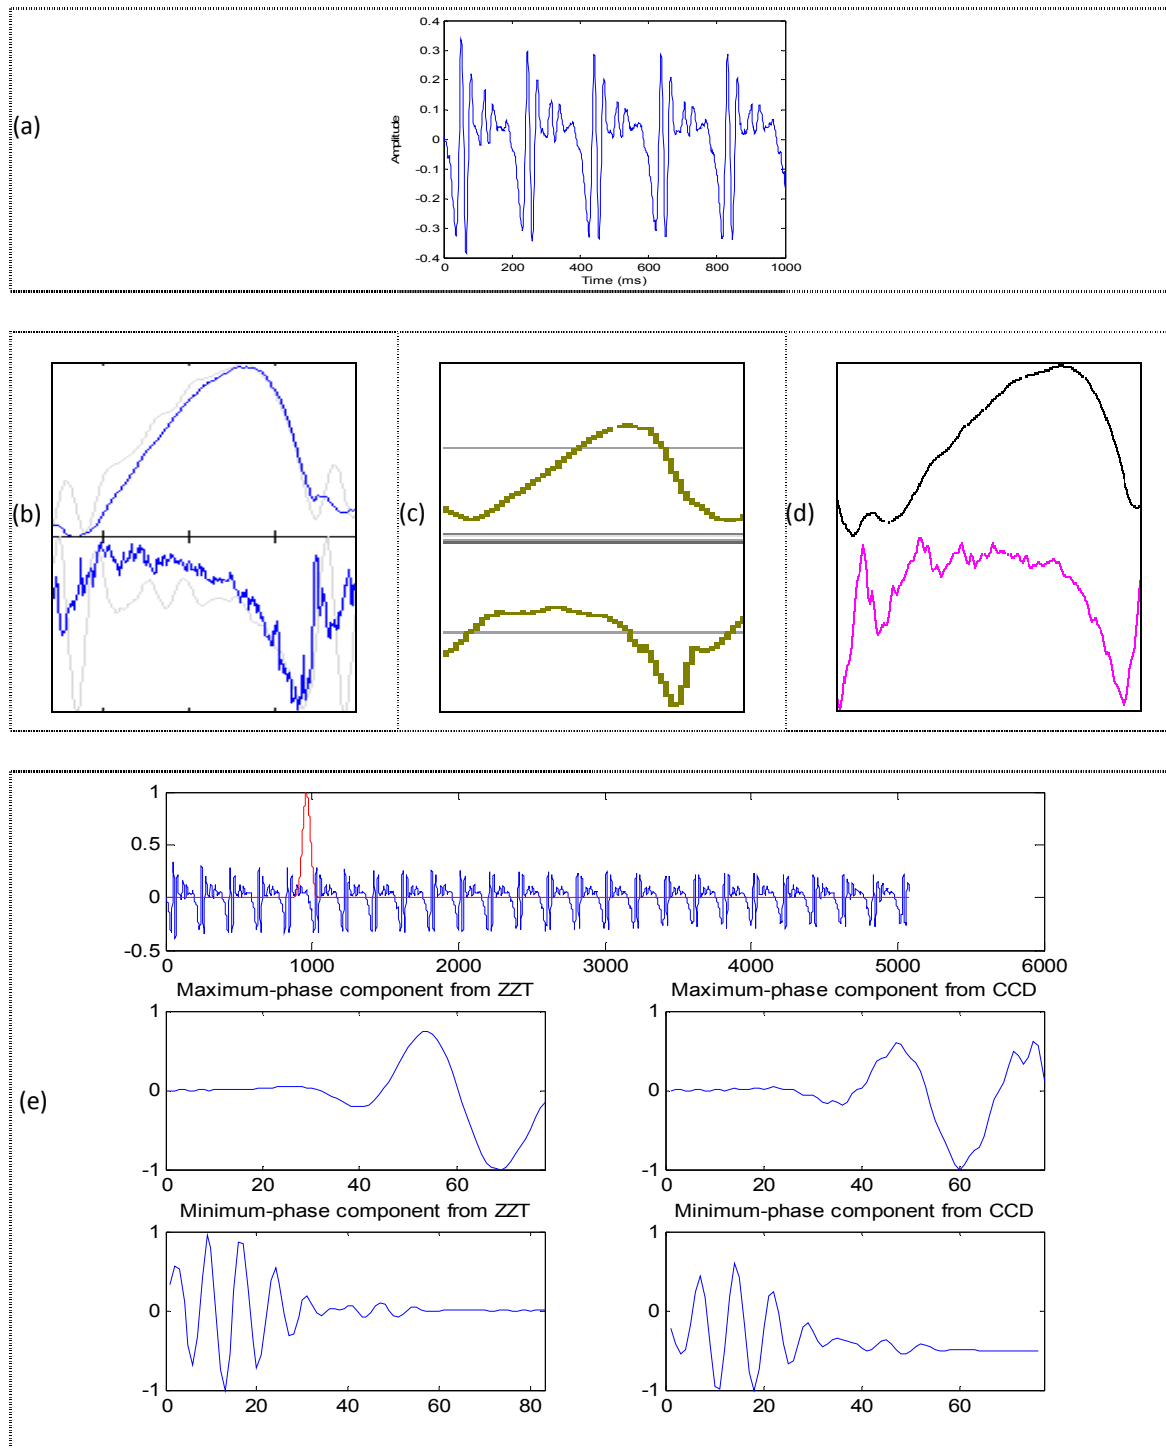 (a)
0.4
0.3
0.2
0.1
0
-0.1
-0.2
-0.3
-0.4
Amplitude
0 200 400 600 800 1000
Time (ms)
(b)
(c)
(d)
(e)
1
0.5
0
-0.5
0 1000 2000 3000 4000 5000 6000
Maximum-phase component from ZZT
1
0
-1
0 20 40 60
Maximum-phase component from CCD
1
0
-1
0 20 40 60
Minimum-phase component from ZZT
1
0
-1
0 20 40 60 80
Minimum-phase component from CCD
1
0
-1
0 20 40 60